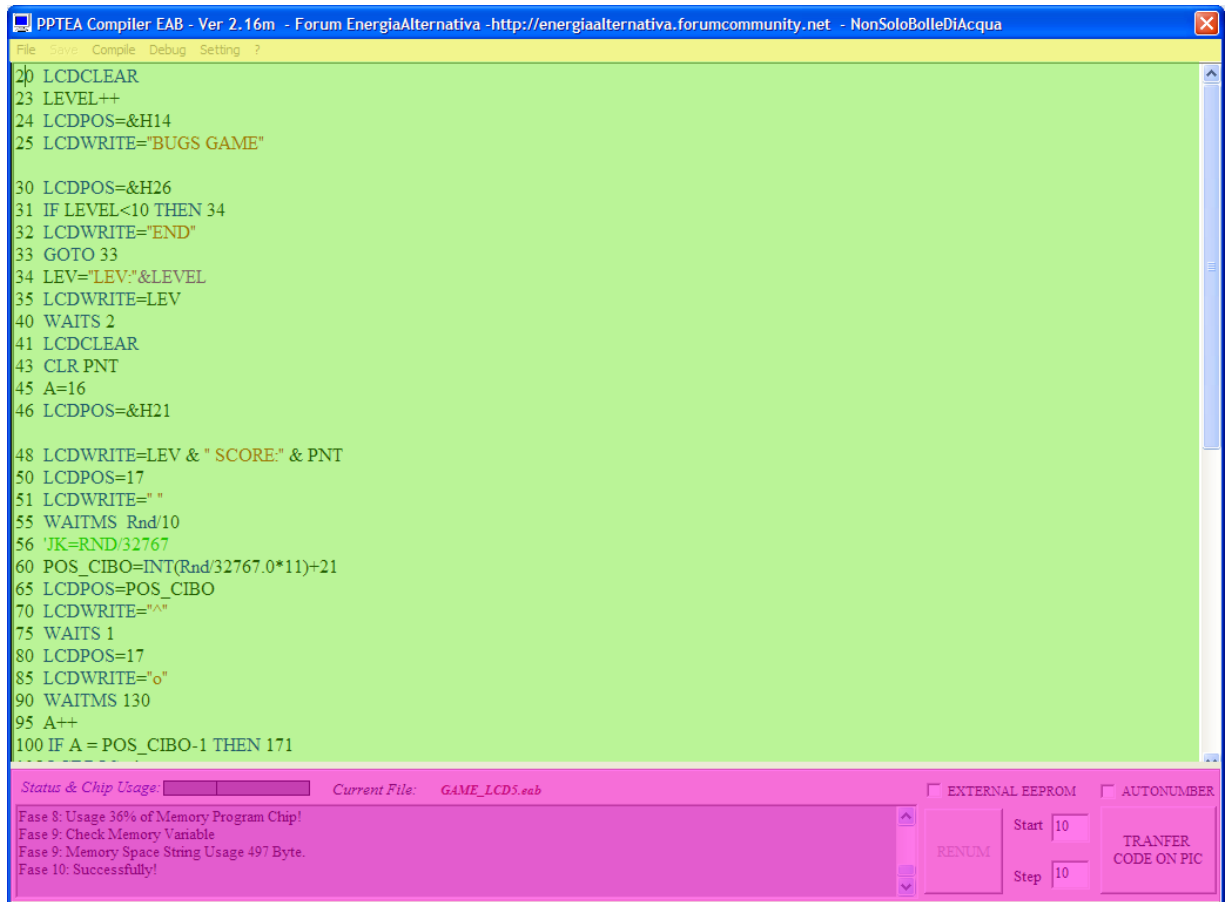 PPTEA Compiler EAB - Ver 2.16m - Forum EnergiaAlternativa -http://energiaalternativa.forumcommunity.net - NonSoloBolleDiAcqua
File Save Compile Debug Setting ?
20 LCDCLEAR
23 LEVEL++
24 LCDPOS=&H14
25 LCDWRITE="BUGS GAME"
30 LCDPOS=&H26
31 IF LEVEL<10 THEN 34
32 LCDWRITE="END"
33 GOTO 33
34 LEV="LEV:"&LEVEL
35 LCDWRITE=LEV
40 WAITS 2
41 LCDCLEAR
43 CLR PNT
45 A=16
46 LCDPOS=&H21
48 LCDWRITE=LEV & " SCORE:" & PNT
50 LCDPOS=17
51 LCDWRITE=" "
55 WAITMS Rnd/10
56 'JK=RND/32767
60 POS_CIBO=INT(Rnd/32767.0*11)+21
65 LCDPOS=POS_CIBO
70 LCDWRITE="^"
75 WAITS 1
80 LCDPOS=17
85 LCDWRITE="o"
90 WAITMS 130
95 A++
100 IF A = POS_CIBO-1 THEN 171
Status & Chip Usage: Current File: GAME_LCD5.eab
EXTERNAL EEPROM AUTONUMBER
Fase 8: Usage 36% of Memory Program Chip!
Fase 9: Check Memory Variable
Fase 9: Memory Space String Usage 497 Byte.
Fase 10: Successfully!
RENUM
Start 10
Step 10
TRANFER
CODE ON PIC